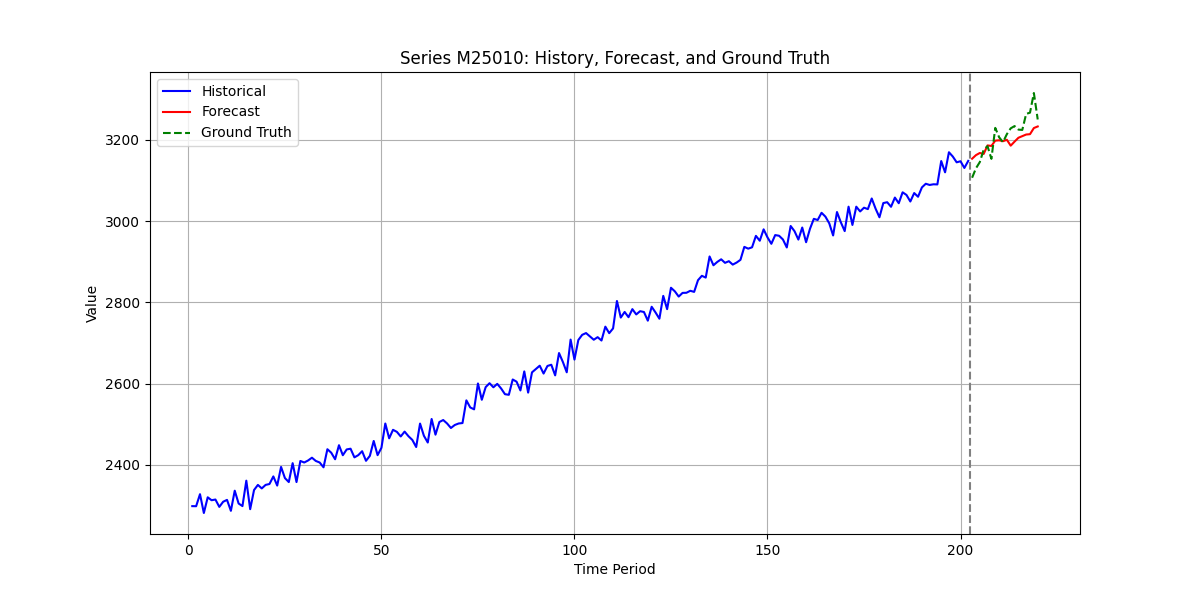 Series M25010: History, Forecast, and Ground Truth
Historical
Forecast
Ground Truth
Value
3200
3000
2800
2600
2400
0
50
100
150
200
Time Period